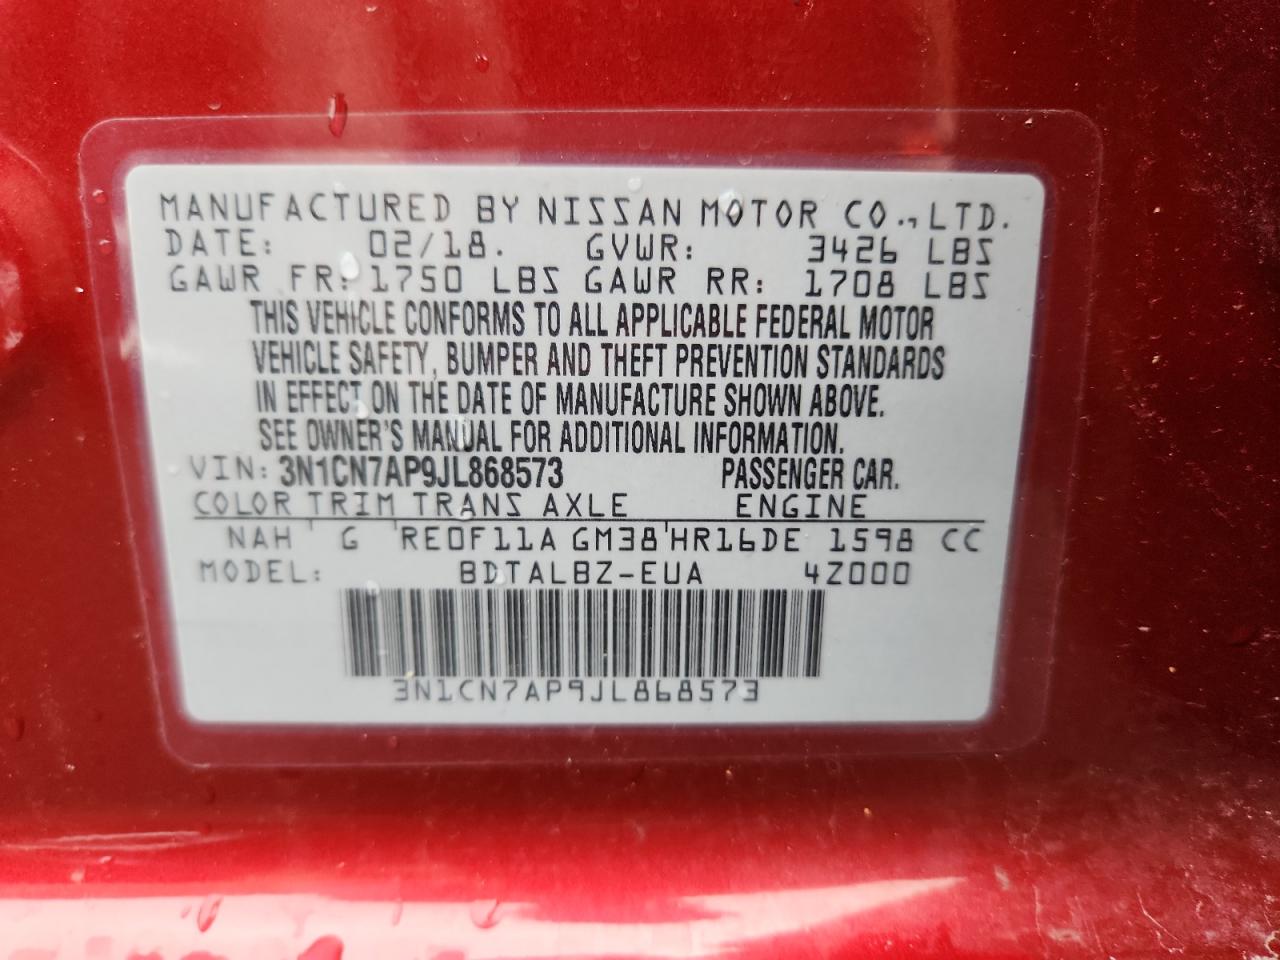 MANUFACTURED BY NISSAN MOTOR CO., LTD.
DATE: 02/18. GVWR: 3426 LBS
GAWR FR: 1750 LBS GAWR RR: 1708 LBS
THIS VEHICLE CONFORMS TO ALL APPLICABLE FEDERAL MOTOR
VEHICLE SAFETY, BUMPER AND THEFT PREVENTION STANDARDS
IN EFFECT ON THE DATE OF MANUFACTURE SHOWN ABOVE.
SEE OWNER'S MANUAL FOR ADDITIONAL INFORMATION.
VIN: 3N1CN7AP9JL868573 PASSENGER CAR.
COLOR TRIM TRANS AXLE ENGINE
NAH ' G RE0F11A GM38 ' HR16DE 1598 CC
MODEL: BDTALBZ-EUA 4Z000
3N1CN7AP9JL868573